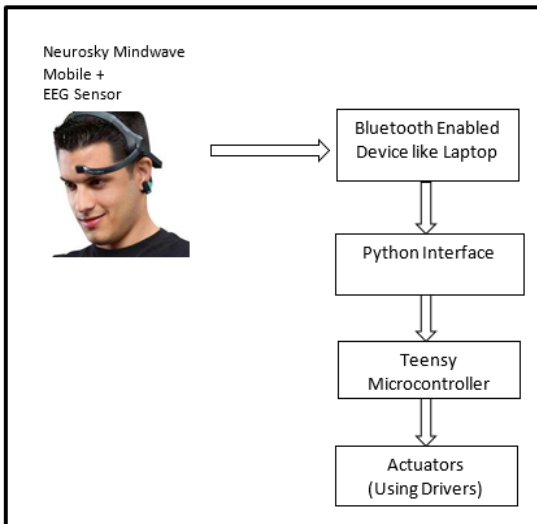 Neurosky Mindwave
Mobile +
EEG Sensor
Bluetooth Enabled
Device like Laptop
Python Interface
Teensy
Microcontroller
Actuators
(Using Drivers)